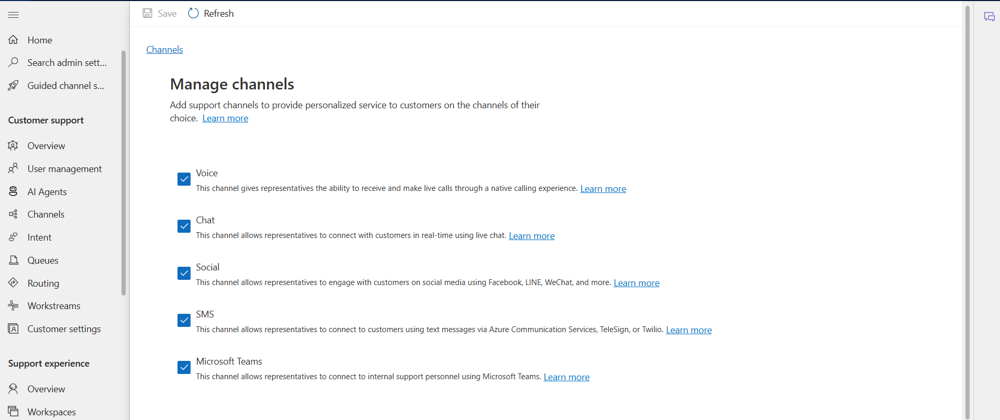 Save
Refresh
Home
Search admin sett...
Guided channel s...
Customer support
Overview
User management
AI Agents
Channels
Intent
Queues
Routing
Workstreams
Customer settings
Support experience
Overview
Workspaces
Channels
Manage channels
Add support channels to provide personalized service to customers on the channels of their
choice. Learn more
Voice
This channel gives representatives the ability to receive and make live calls through a native calling experience. Learn more
Chat
This channel allows representatives to connect with customers in real-time using live chat. Learn more
Social
This channel allows representatives to engage with customers on social media using Facebook, LINE, WeChat, and more. Learn more
SMS
This channel allows representatives to connect to customers using text messages via Azure Communication Services, TeleSign, or Twilio. Learn more
Microsoft Teams
This channel allows representatives to connect to internal support personnel using Microsoft Teams. Learn more